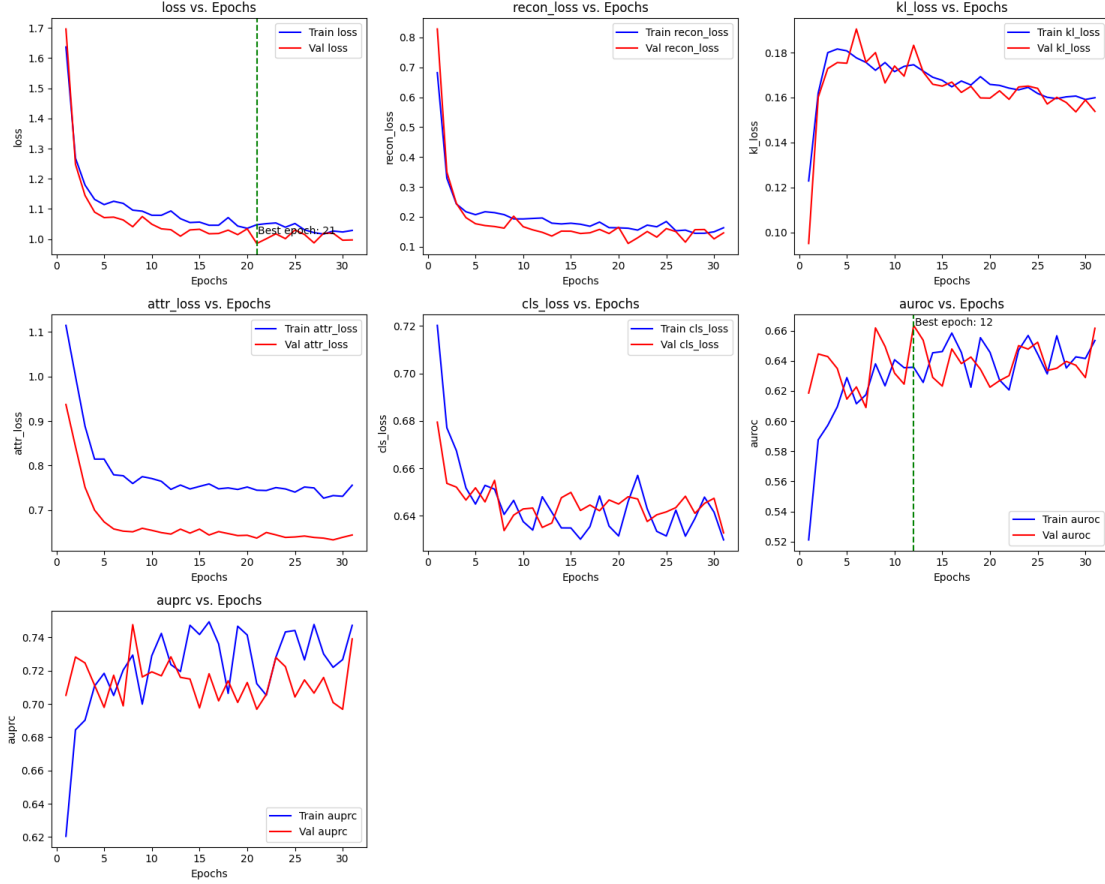 loss vs. Epochs
loss
1.7
1.6
1.5
1.4
1.3
1.2
1.1
1.0
Train loss
Val loss
Best epoch: 21
0 5 10 15 20 25 30
Epochs
recon_loss vs. Epochs
recon_loss
0.8
0.7
0.6
0.5
0.4
0.3
0.2
0.1
Train recon_loss
Val recon_loss
0 5 10 15 20 25 30
Epochs
kl_loss vs. Epochs
kl_loss
0.18
0.16
0.14
0.12
0.10
Train kl_loss
Val kl_loss
0 5 10 15 20 25 30
Epochs
attr_loss vs. Epochs
attr_loss
1.1
1.0
0.9
0.8
0.7
Train attr_loss
Val attr_loss
0 5 10 15 20 25 30
Epochs
cls_loss vs. Epochs
cls_loss
0.72
0.70
0.68
0.66
0.64
Train cls_loss
Val cls_loss
0 5 10 15 20 25 30
Epochs
auroc vs. Epochs
auroc
0.66
0.64
0.62
0.60
0.58
0.56
0.54
0.52
Best epoch: 12
Train auroc
Val auroc
0 5 10 15 20 25 30
Epochs
auprc vs. Epochs
auprc
0.74
0.72
0.70
0.68
0.66
0.64
0.62
Train auprc
Val auprc
0 5 10 15 20 25 30
Epochs